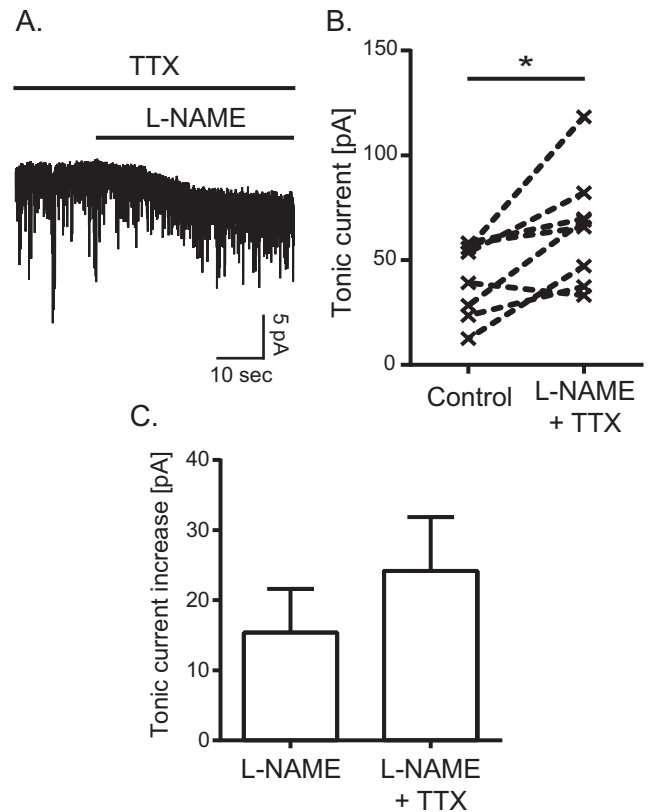 A.
TTX
L-NAME
5 pA
10 sec
B.
150
*
100
50
0
Tonic current [pA]
Control
L-NAME
+ TTX
C.
40
30
20
10
0
Tonic current increase [pA]
L-NAME
L-NAME
+ TTX